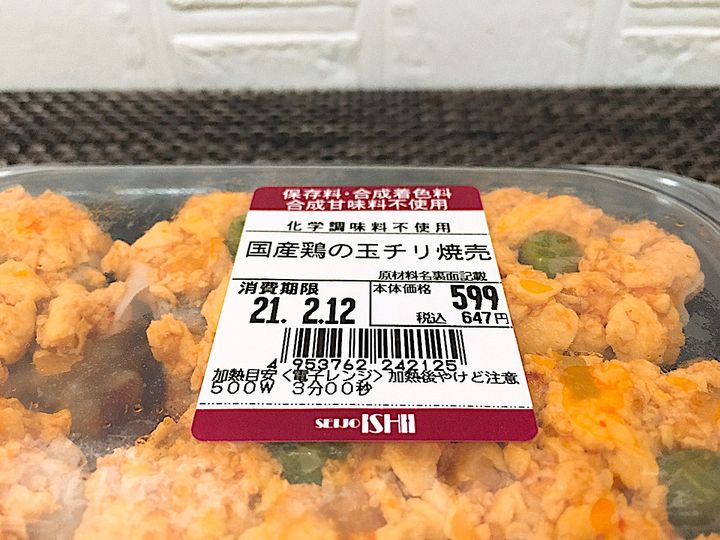 保存料・合成着色料
合成甘味料不使用
化学調味料不使用
国産鶏の玉チリ焼売
原材料名裏面記載
消費期限
21. 2.12
本体価格 599
税込 647円
4 953762 242125
加熱目安〈電子レンジ〉加熱後やけど注意
500W 3分00秒
SEIJO ISHII